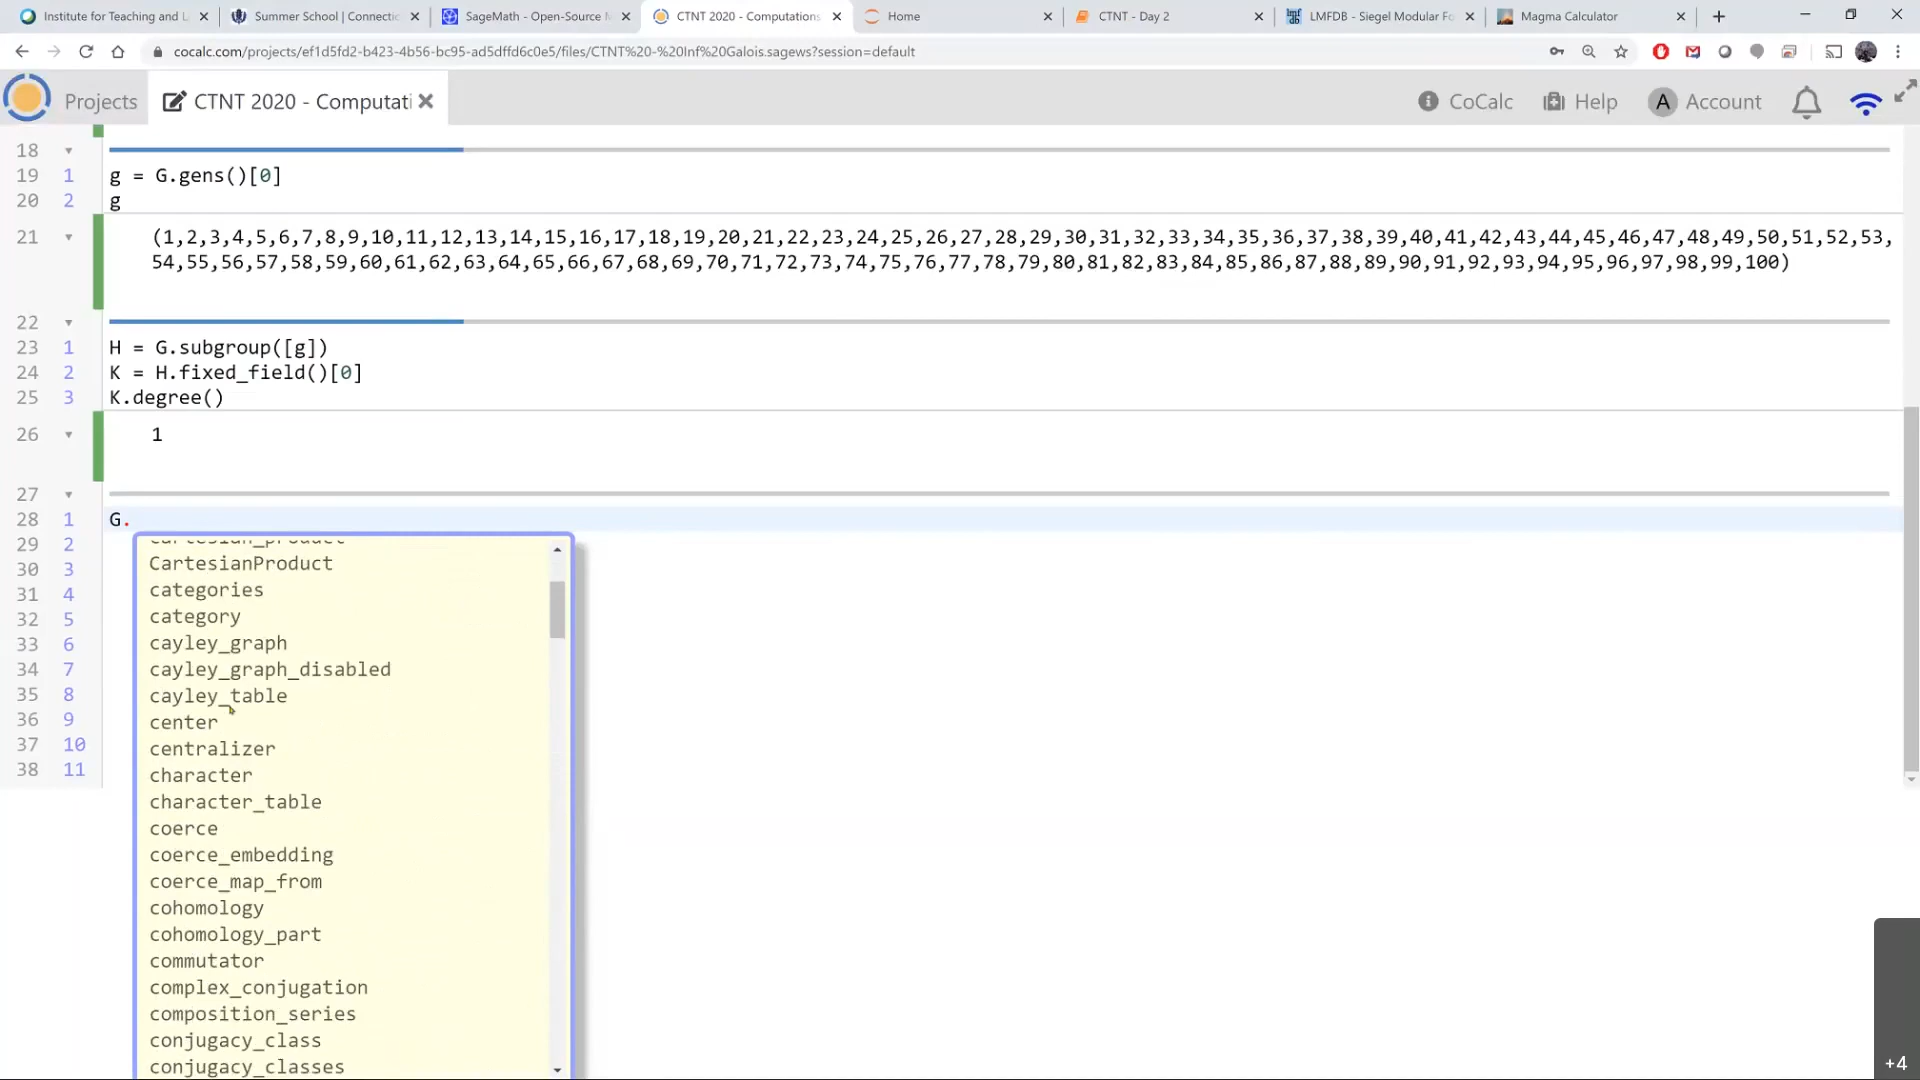 Institute for Teaching and L
Summer School | Connectic
SageMath - Open-Source M
CTNT 2020 - Computations
Home
CTNT - Day 2
LMFDB - Siegel Modular Fo
Magma Calculator
cocalc.com/projects/ef1d5fd2-b423-4b56-bc95-ad5dffd6c0e5/files/CTNT%20-%20Inf%20Galois.sagews?session=default
Projects
CTNT 2020 - Computati
CoCalc
Help
A Account
18
19 1 g = G.gens()[0]
20 2 g
21 (1,2,3,4,5,6,7,8,9,10,11,12,13,14,15,16,17,18,19,20,21,22,23,24,25,26,27,28,29,30,31,32,33,34,35,36,37,38,39,40,41,42,43,44,45,46,47,48,49,50,51,52,53,
54,55,56,57,58,59,60,61,62,63,64,65,66,67,68,69,70,71,72,73,74,75,76,77,78,79,80,81,82,83,84,85,86,87,88,89,90,91,92,93,94,95,96,97,98,99,100)
22
23 1 H = G.subgroup([g])
24 2 K = H.fixed_field()[0]
25 3 K.degree()
26 1
27
28 1 G.
29 2
30 3
31 4
32 5
33 6
34 7
35 8
36 9
37 10
38 11
cartesian_product
CartesianProduct
categories
category
cayley_graph
cayley_graph_disabled
cayley_table
center
centralizer
character
character_table
coerce
coerce_embedding
coerce_map_from
cohomology
cohomology_part
commutator
complex_conjugation
composition_series
conjugacy_class
conjugacy_classes
+4